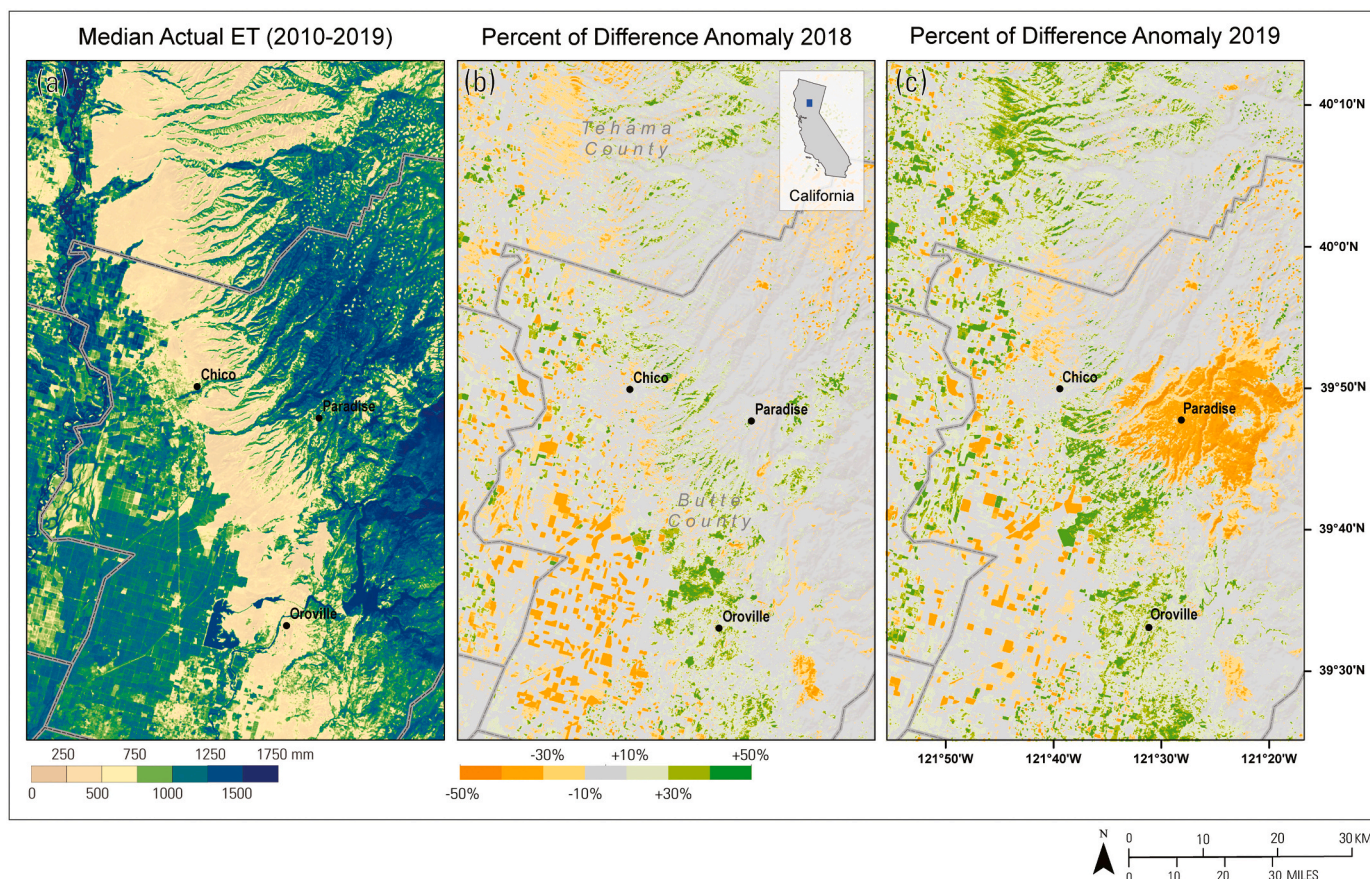 Median Actual ET (2010-2019)
Percent of Difference Anomaly 2018
Percent of Difference Anomaly 2019
(a)
Chico
Paradise
Oroville
(b)
Tehama
County
California
Chico
Paradise
Butte
County
Oroville
(c)
Chico
Paradise
Oroville
40°10'N
40°0'N
39°50'N
39°40'N
39°30'N
121°50'W
121°40'W
121°30'W
121°20'W
250
750
1250
1750 mm
0
500
1000
1500
-30%
+10%
+50%
-50%
-10%
+30%
N
0
10
20
30 KM
0
10
20
30 MILES